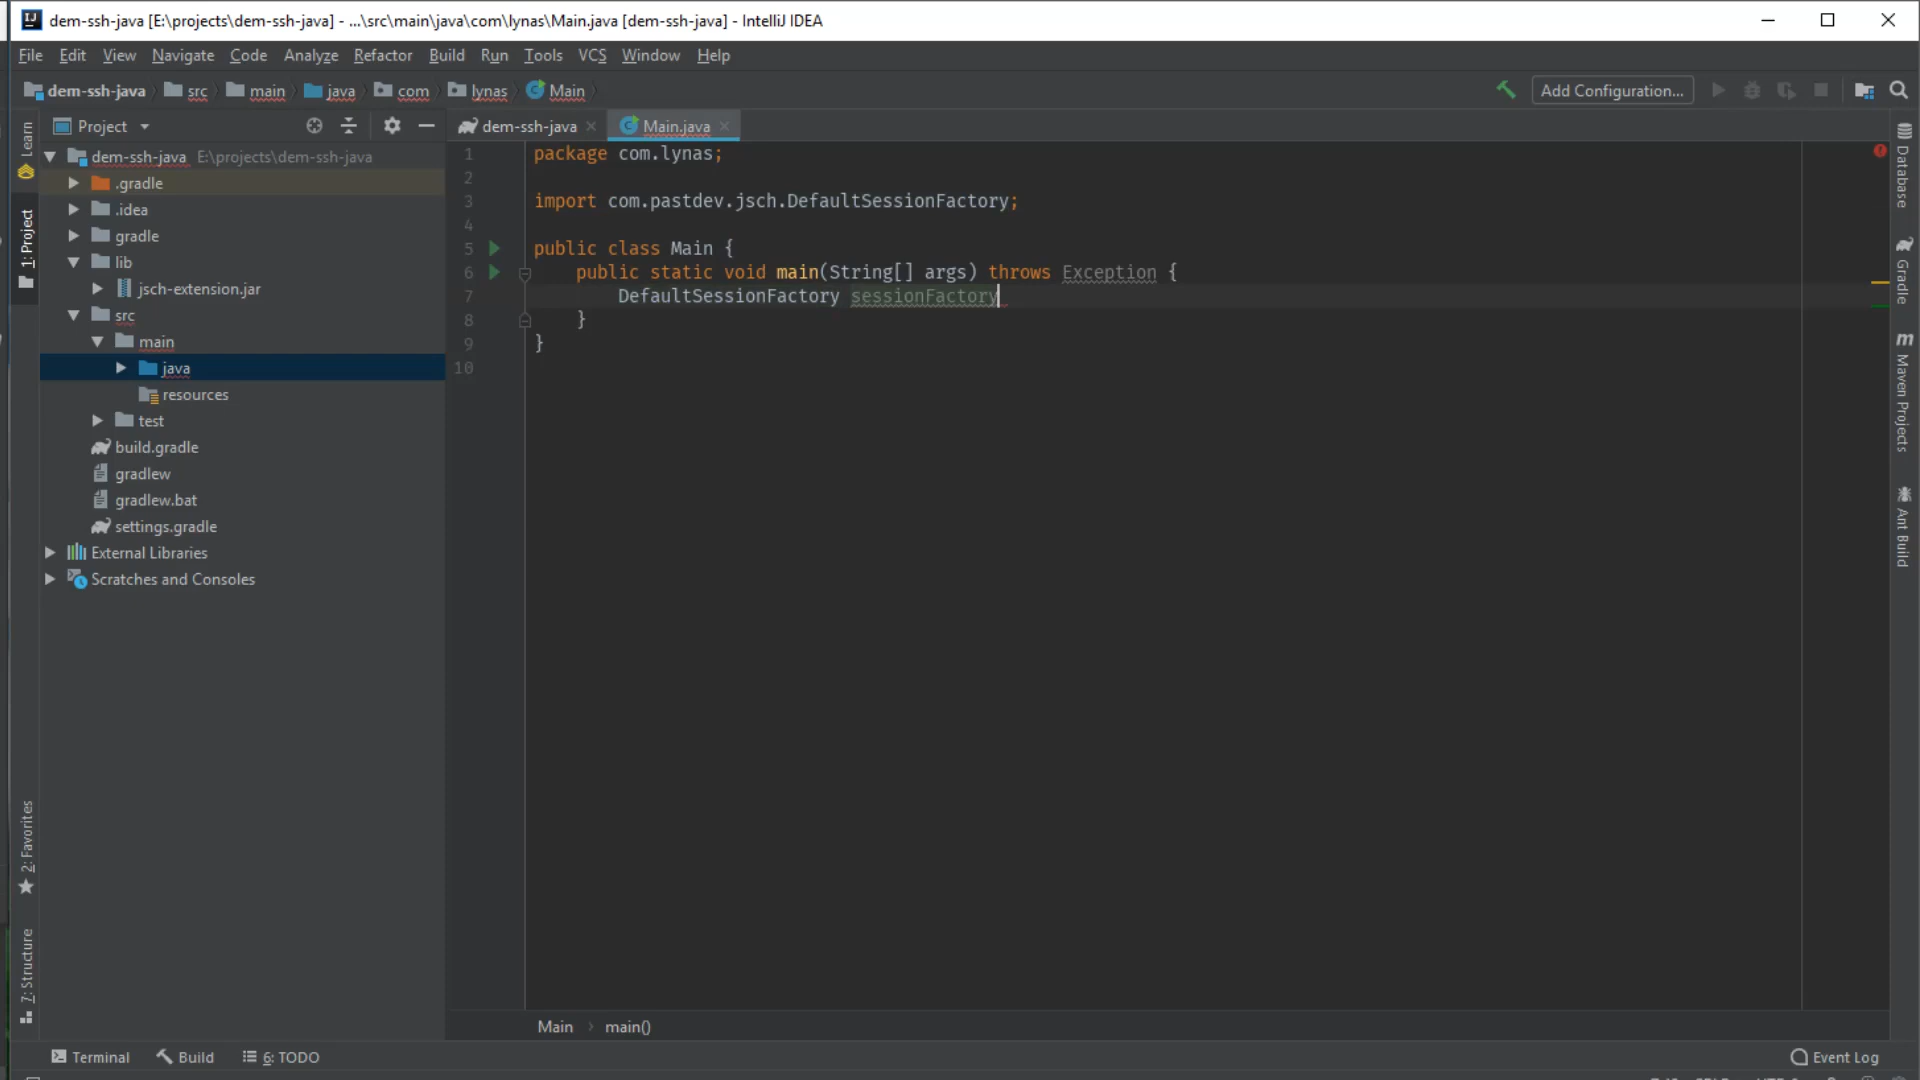 dem-ssh-java [E:\projects\dem-ssh-java] - ...\src\main\java\com\lynas\Main.java [dem-ssh-java] - IntelliJ IDEA
File Edit View Navigate Code Analyze Refactor Build Run Tools VCS Window Help
dem-ssh-java src main java com lynas Main Add Configuration...
Project
dem-ssh-java Main.java
Learn
1: Project
2: Favorites
7: Structure
dem-ssh-java E:\projects\dem-ssh-java
.gradle
.idea
gradle
lib
jsch-extension.jar
src
main
java
resources
test
build.gradle
gradlew
gradlew.bat
settings.gradle
External Libraries
Scratches and Consoles
1 package com.lynas;
2
3 import com.pastdev.jsch.DefaultSessionFactory;
4
5 public class Main {
6 public static void main(String[] args) throws Exception {
7 DefaultSessionFactory sessionFactory
8 }
9 }
10
Database
Gradle
Maven Projects
Ant Build
Main › main()
Terminal Build 6: TODO Event Log